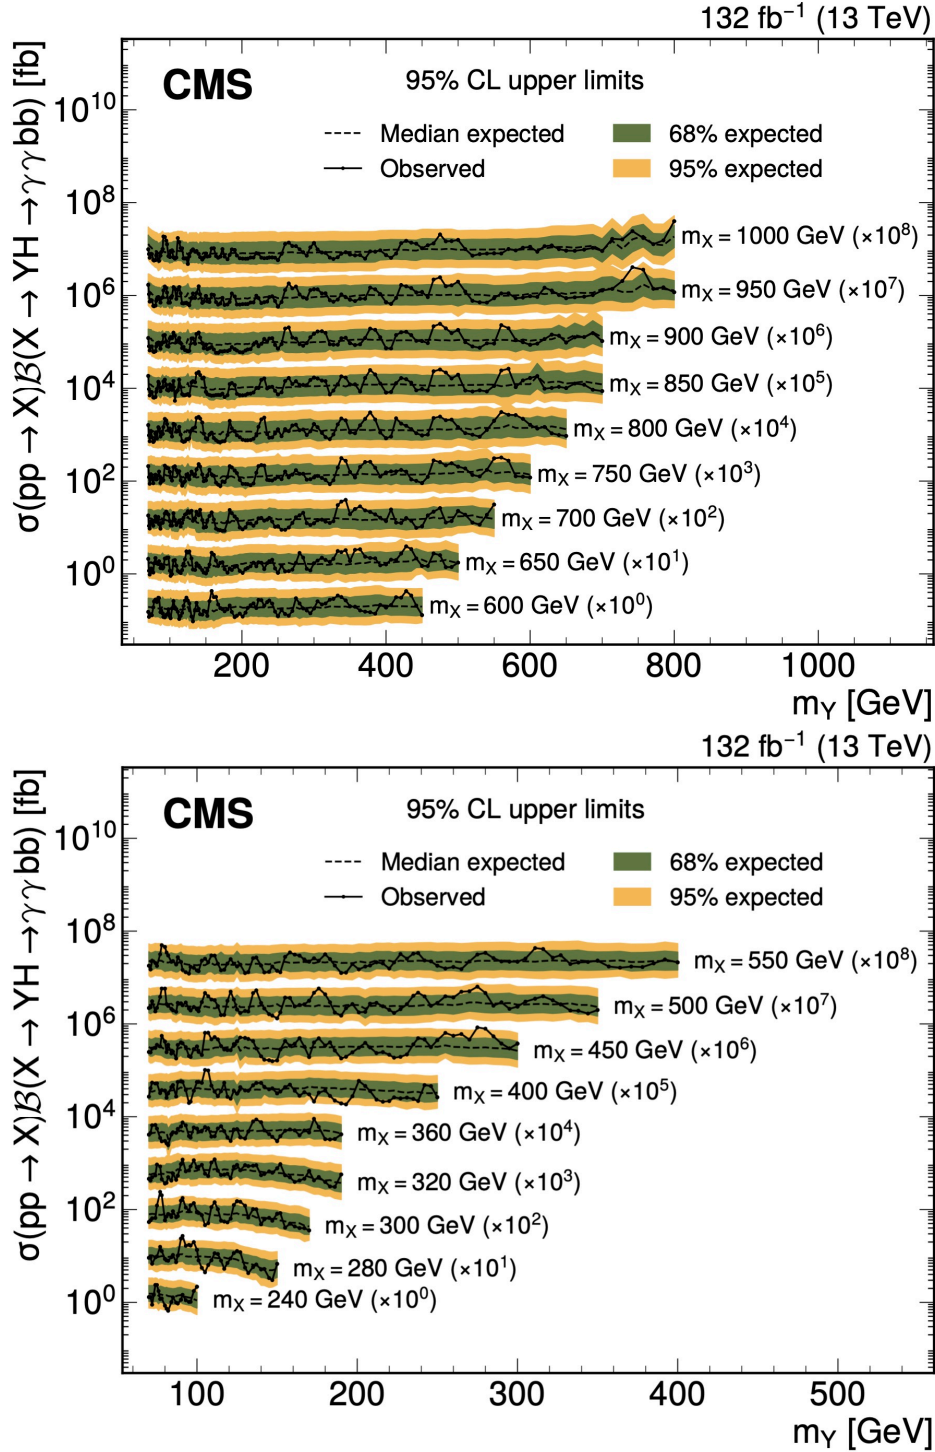 132 fb⁻¹ (13 TeV)
σ(pp → X)ℬ(X → YH → γγbb) [fb]
CMS
95% CL upper limits
Median expected
68% expected
Observed
95% expected
10¹⁰
10⁸
10⁶
10⁴
10²
10⁰
m_X = 1000 GeV (×10⁸)
m_X = 950 GeV (×10⁷)
m_X = 900 GeV (×10⁶)
m_X = 850 GeV (×10⁵)
m_X = 800 GeV (×10⁴)
m_X = 750 GeV (×10³)
m_X = 700 GeV (×10²)
m_X = 650 GeV (×10¹)
m_X = 600 GeV (×10⁰)
200 400 600 800 1000
m_Y [GeV]
132 fb⁻¹ (13 TeV)
σ(pp → X)ℬ(X → YH → γγbb) [fb]
CMS
95% CL upper limits
Median expected
68% expected
Observed
95% expected
10¹⁰
10⁸
10⁶
10⁴
10²
10⁰
m_X = 550 GeV (×10⁸)
m_X = 500 GeV (×10⁷)
m_X = 450 GeV (×10⁶)
m_X = 400 GeV (×10⁵)
m_X = 360 GeV (×10⁴)
m_X = 320 GeV (×10³)
m_X = 300 GeV (×10²)
m_X = 280 GeV (×10¹)
m_X = 240 GeV (×10⁰)
100 200 300 400 500
m_Y [GeV]